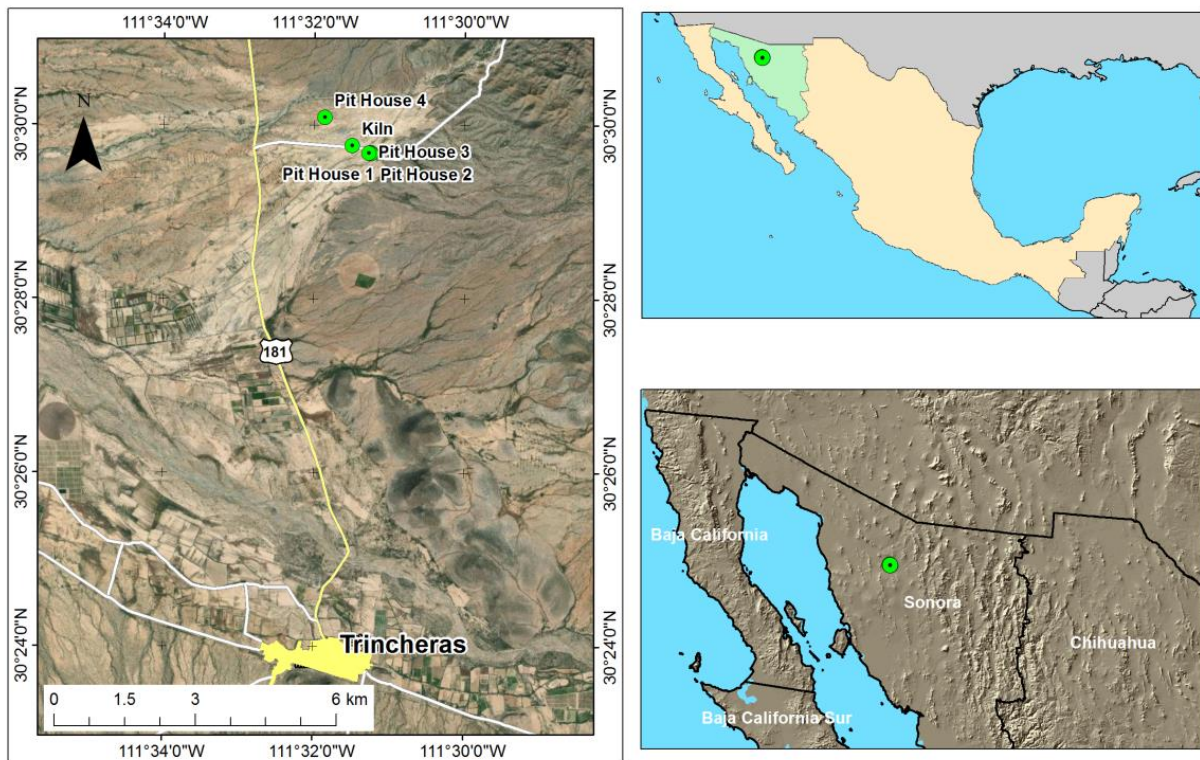 111°34'0"W 111°32'0"W 111°30'0"W
N
30°30'0"N
30°28'0"N
30°26'0"N
30°24'0"N
Pit House 4
Kiln
Pit House 3
Pit House 1 Pit House 2
181
Trincheras
0 1.5 3 6 km
30°30'0"N
30°28'0"N
30°26'0"N
30°24'0"N
111°34'0"W 111°32'0"W 111°30'0"W
Baja California
Sonora
Chihuahua
Baja California Sur